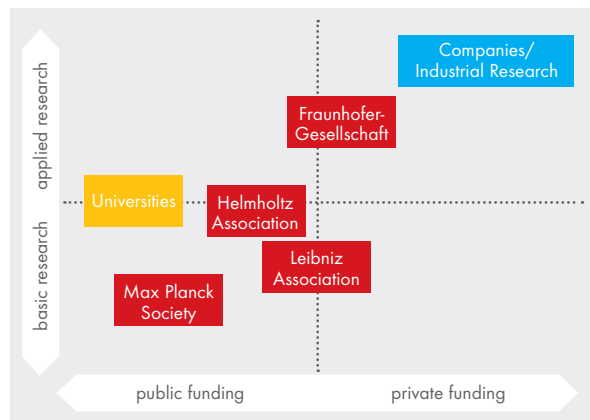 Companies/
Industrial Research
applied research
Fraunhofer-
Gesellschaft
Universities
Helmholtz
Association
Leibniz
Association
basic research
Max Planck
Society
public funding
private funding